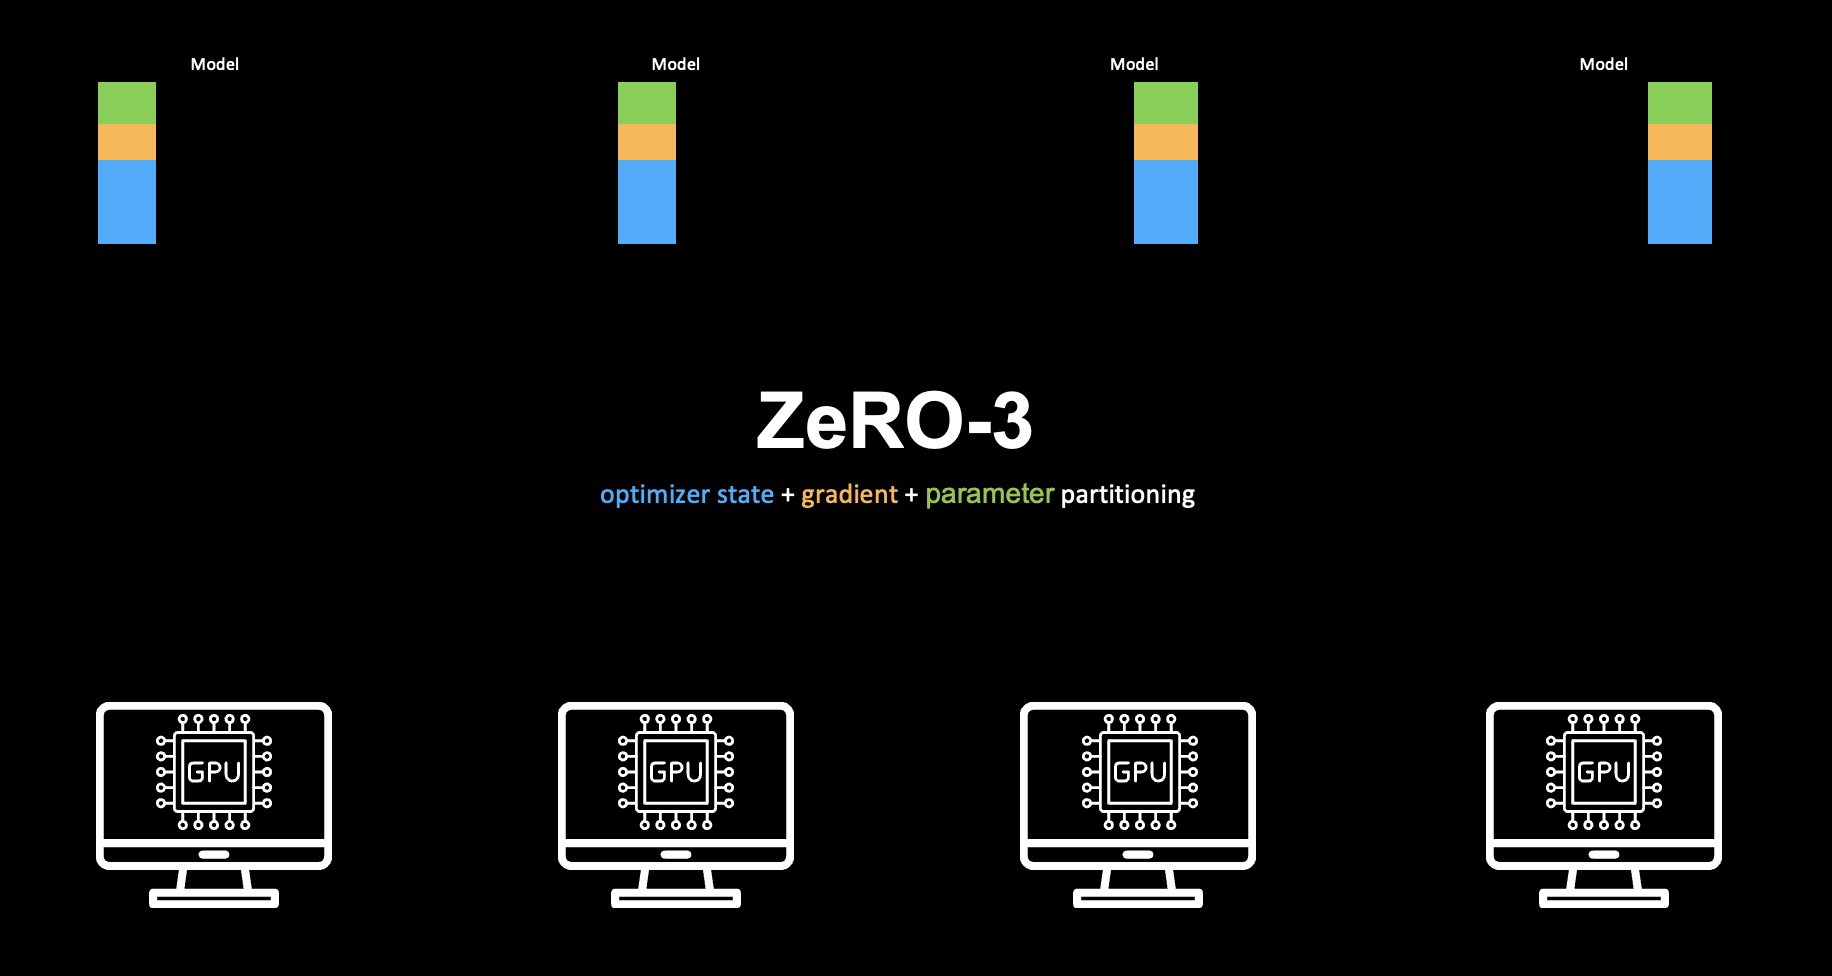 Model
Model
Model
Model
ZeRO-3
optimizer state + gradient + parameter partitioning
GPU
GPU
GPU
GPU